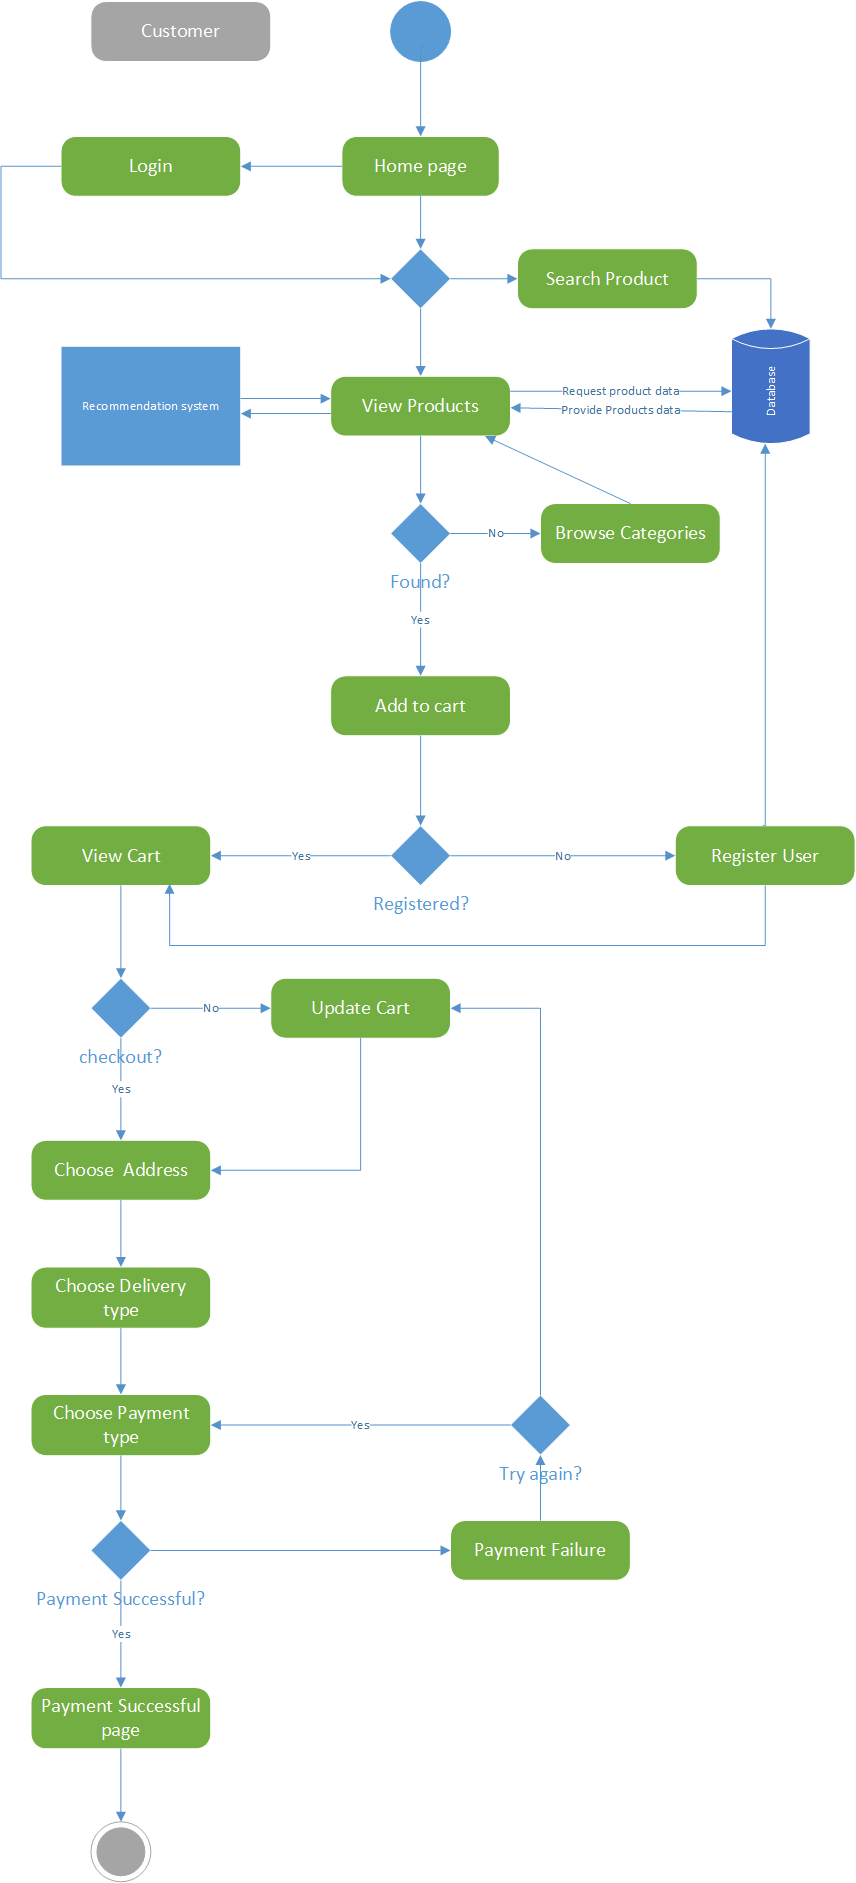 Customer
Login
Home page
Search Product
Recommendation system
View Products
Request product data
Provide Products data
Database
No
Browse Categories
Found?
Yes
Add to cart
View Cart
Yes
No
Register User
Registered?
No
Update Cart
checkout?
Yes
Choose  Address
Choose Delivery
type
Choose Payment
type
Yes
Try again?
Payment Failure
Payment Successful?
Yes
Payment Successful
page